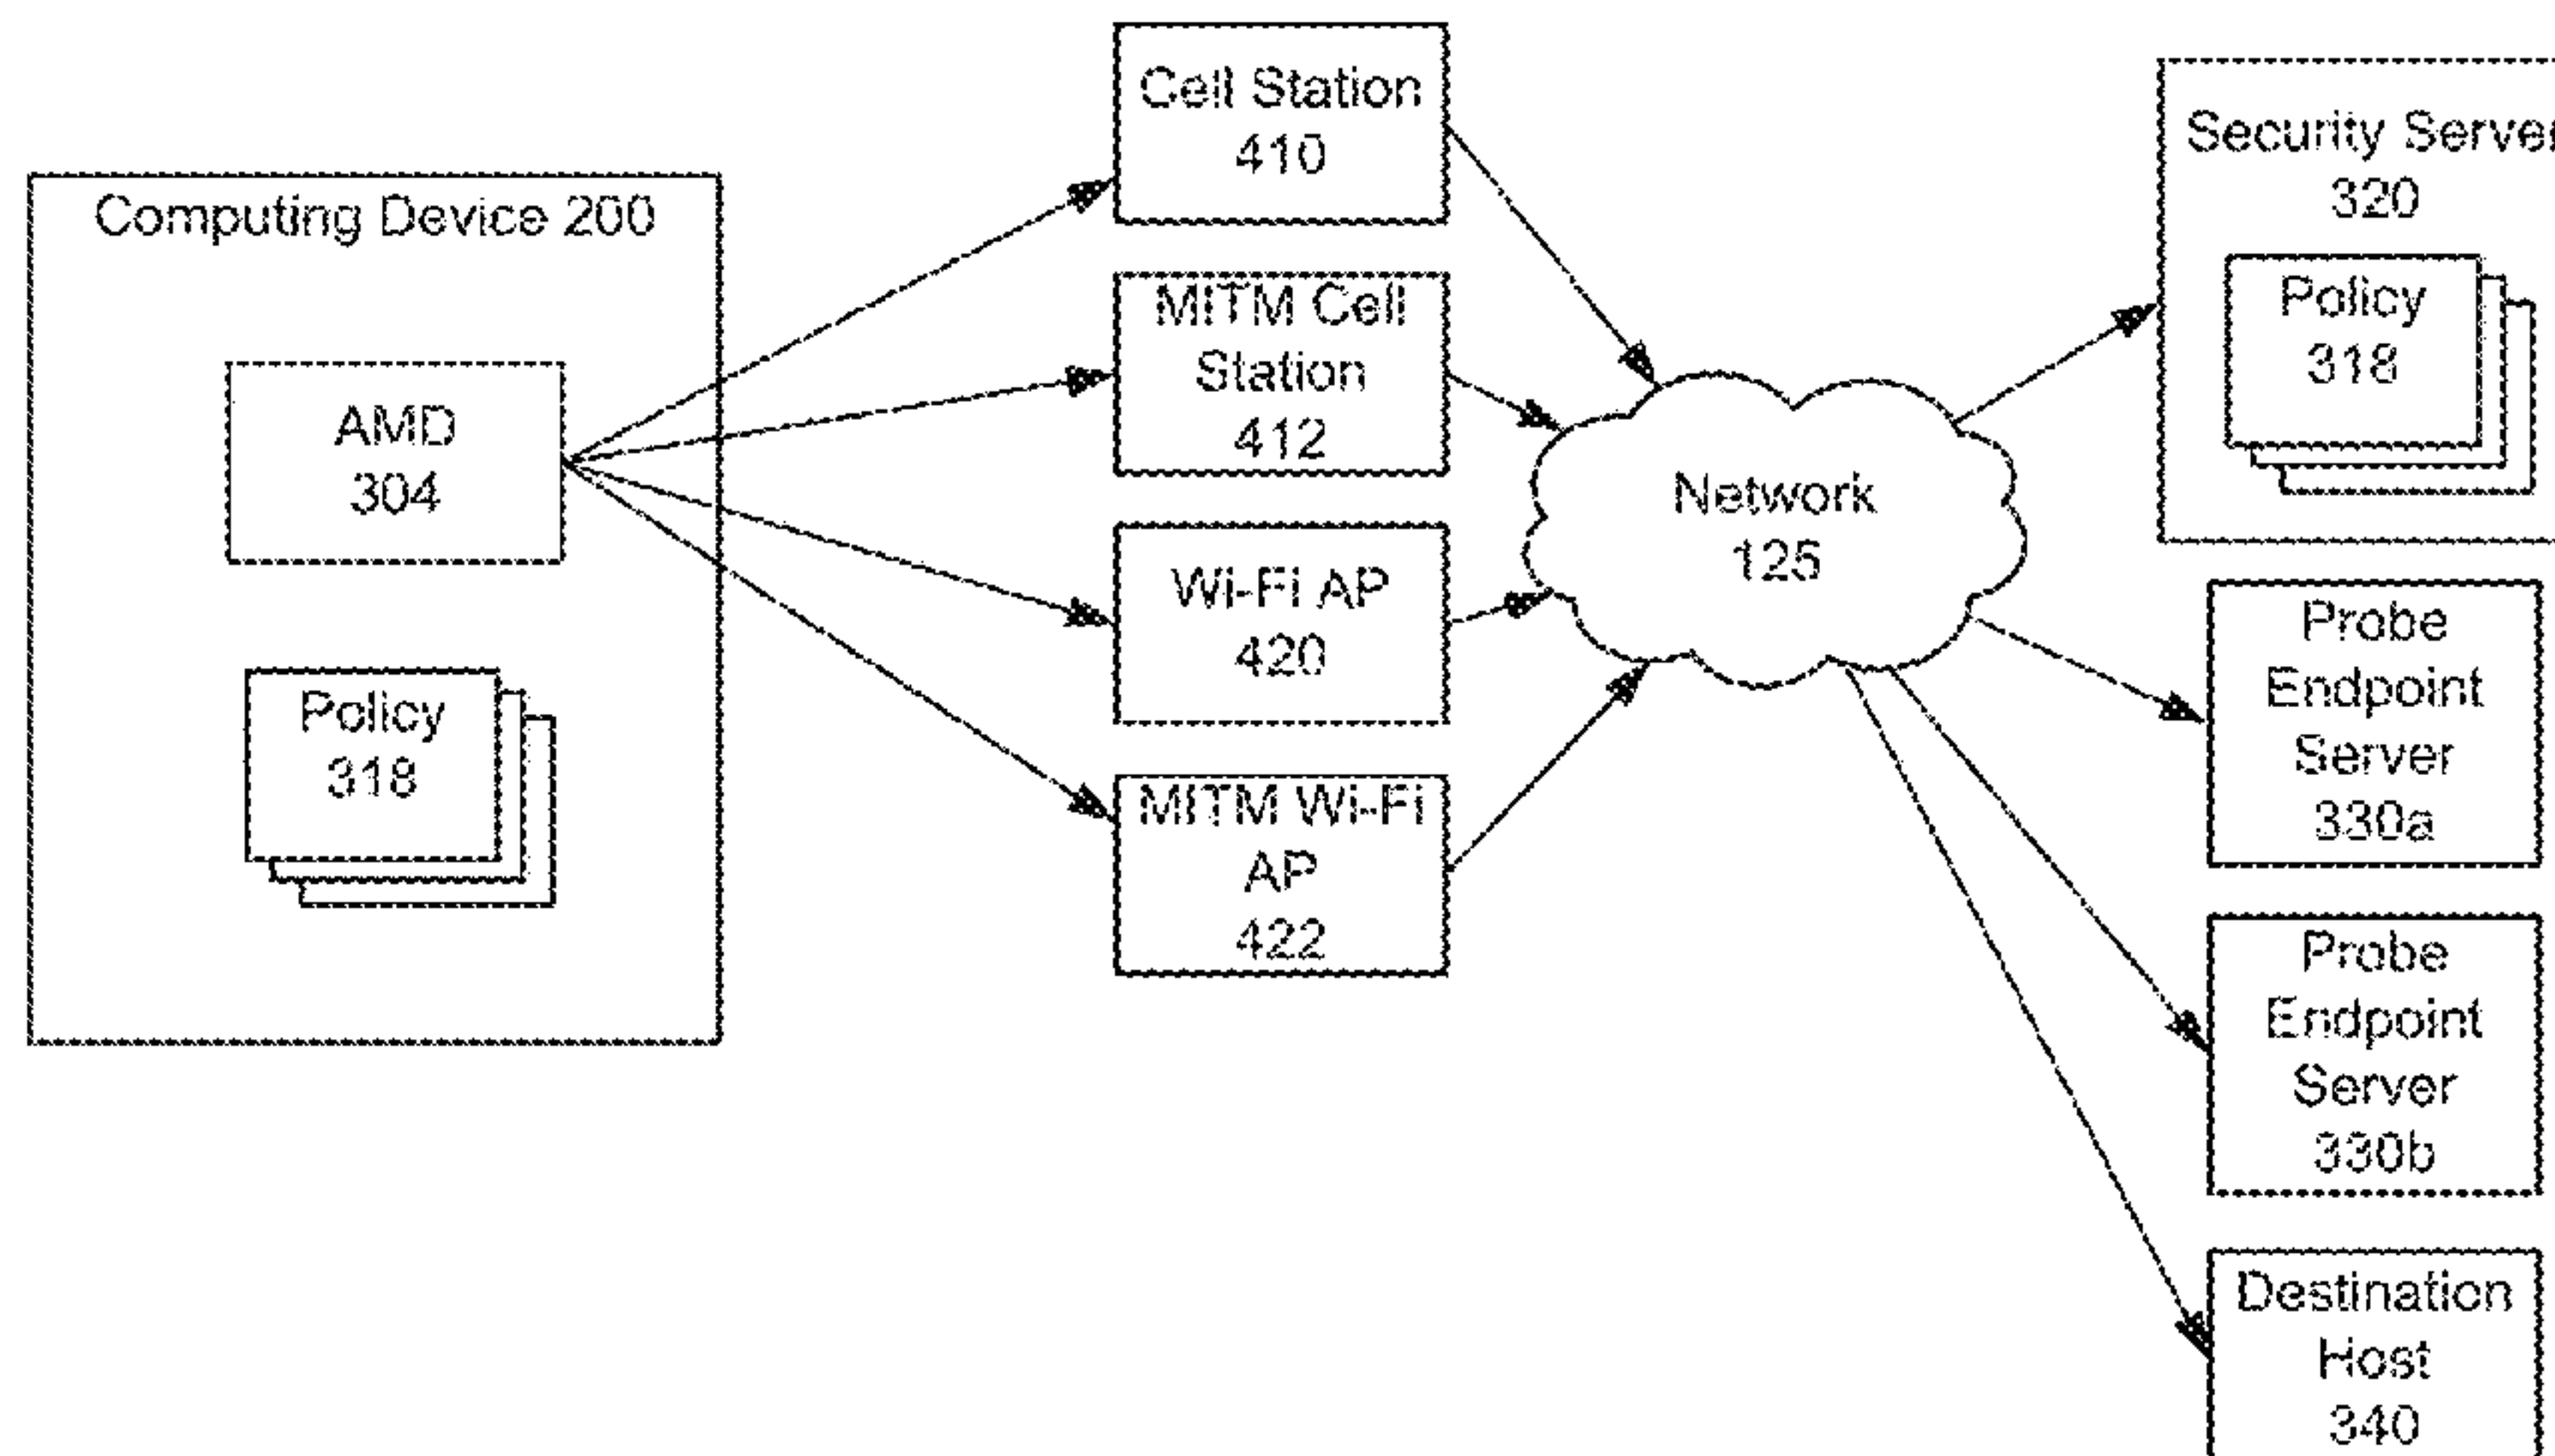 Computing Device 200
AMD
304
Policy
318
Cell Station
410
MITM Cell
Station
412
Wi-Fi AP
420
MITM Wi-Fi
AP
422
Network
125
Security Server
320
Policy
318
Probe
Endpoint
Server
330a
Probe
Endpoint
Server
330b
Destination
Host
340